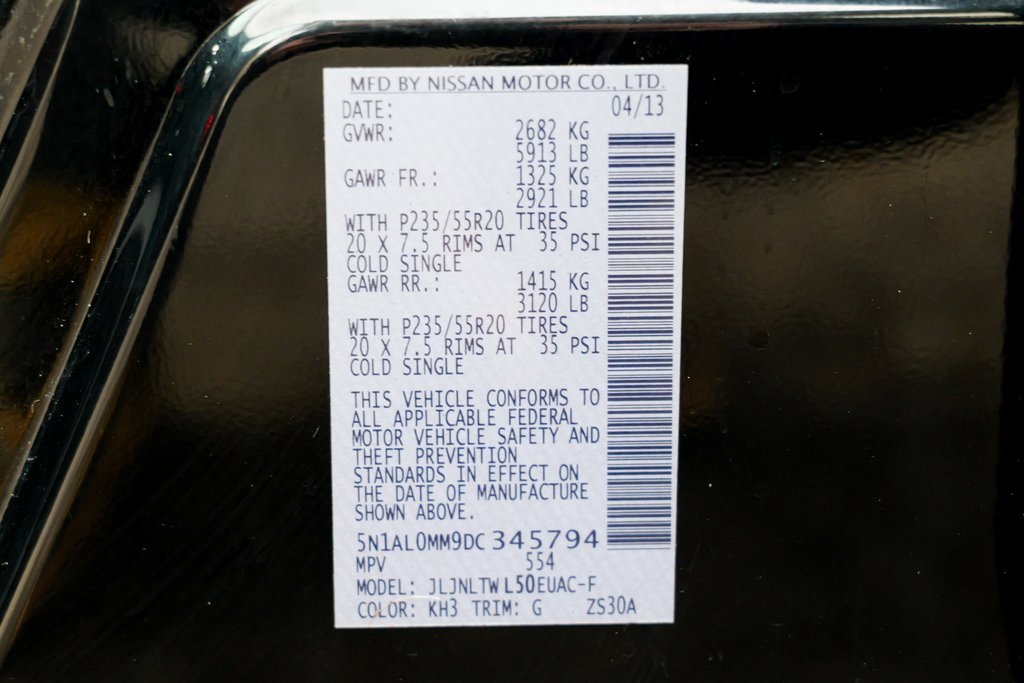 MFD BY NISSAN MOTOR CO., LTD.
DATE: 04/13
GVWR: 2682 KG
5913 LB
GAWR FR.: 1325 KG
2921 LB
WITH P235/55R20 TIRES
20 X 7.5 RIMS AT 35 PSI
COLD SINGLE
GAWR RR.: 1415 KG
3120 LB
WITH P235/55R20 TIRES
20 X 7.5 RIMS AT 35 PSI
COLD SINGLE
THIS VEHICLE CONFORMS TO
ALL APPLICABLE FEDERAL
MOTOR VEHICLE SAFETY AND
THEFT PREVENTION
STANDARDS IN EFFECT ON
THE DATE OF MANUFACTURE
SHOWN ABOVE.
5N1AL0MM9DC345794
MPV 554
MODEL: JLJNLTWL50EUAC-F
COLOR: KH3 TRIM: G ZS30A